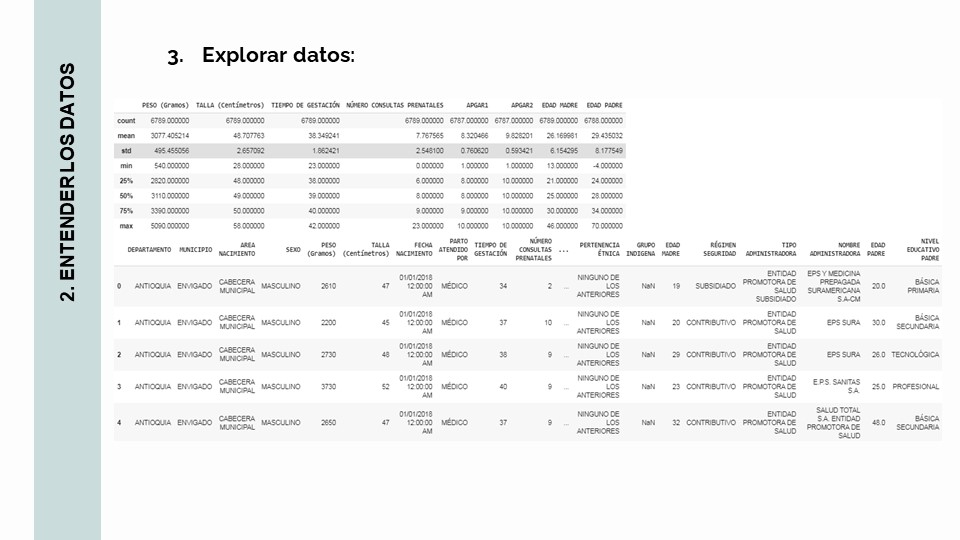 2. ENTENDER LOS DATOS
3. Explorar datos:
PESO (Gramos) TALLA (Centímetros) TIEMPO DE GESTACIÓN NÚMERO CONSULTAS PRENATALES APGAR1 APGAR2 EDAD MADRE EDAD PADRE
count 6789.000000 6789.000000 6789.000000 6789.000000 6787.000000 6787.000000 6789.000000 6788.000000
mean 3077.405214 48.707763 38.349241 7.767565 8.320466 9.828201 26.169981 29.435032
std 495.455056 2.657092 1.862421 2.548100 0.760620 0.593421 6.154295 8.177549
min 540.000000 28.000000 23.000000 0.000000 1.000000 1.000000 13.000000 -4.000000
25% 2820.000000 48.000000 38.000000 6.000000 8.000000 10.000000 21.000000 24.000000
50% 3110.000000 49.000000 39.000000 8.000000 8.000000 10.000000 25.000000 28.000000
75% 3390.000000 50.000000 40.000000 9.000000 9.000000 10.000000 30.000000 34.000000
max 5090.000000 58.000000 42.000000 23.000000 10.000000 10.000000 46.000000 70.000000
DEPARTAMENTO MUNICIPIO AREA NACIMIENTO SEXO PESO (Gramos) TALLA (Centímetros) FECHA NACIMIENTO PARTO ATENDIDO POR TIEMPO DE GESTACIÓN NÚMERO CONSULTAS PRENATALES ... PERTENENCIA ÉTNICA GRUPO INDIGENA EDAD MADRE RÉGIMEN SEGURIDAD TIPO ADMINISTRADORA NOMBRE ADMINISTRADORA EDAD PADRE NIVEL EDUCATIVO PADRE
0 ANTIOQUIA ENVIGADO CABECERA MUNICIPAL MASCULINO 2610 47 01/01/2018 12:00:00 AM MÉDICO 34 2 ... NINGUNO DE LOS ANTERIORES NaN 19 SUBSIDIADO ENTIDAD PROMOTORA DE SALUD SUBSIDIADO EPS Y MEDICINA PREPAGADA SURAMERICANA S.A-CM 20.0 BÁSICA PRIMARIA
1 ANTIOQUIA ENVIGADO CABECERA MUNICIPAL MASCULINO 2200 45 01/01/2018 12:00:00 AM MÉDICO 37 10 ... NINGUNO DE LOS ANTERIORES NaN 20 CONTRIBUTIVO ENTIDAD PROMOTORA DE SALUD EPS SURA 30.0 BÁSICA SECUNDARIA
2 ANTIOQUIA ENVIGADO CABECERA MUNICIPAL MASCULINO 2730 48 01/01/2018 12:00:00 AM MÉDICO 38 9 ... NINGUNO DE LOS ANTERIORES NaN 29 CONTRIBUTIVO ENTIDAD PROMOTORA DE SALUD EPS SURA 26.0 TECNOLÓGICA
3 ANTIOQUIA ENVIGADO CABECERA MUNICIPAL MASCULINO 3730 52 01/01/2018 12:00:00 AM MÉDICO 40 9 ... NINGUNO DE LOS ANTERIORES NaN 23 CONTRIBUTIVO ENTIDAD PROMOTORA DE SALUD E.P.S. SANITAS S.A. 25.0 PROFESIONAL
4 ANTIOQUIA ENVIGADO CABECERA MUNICIPAL MASCULINO 2650 47 01/01/2018 12:00:00 AM MÉDICO 37 9 ... NINGUNO DE LOS ANTERIORES NaN 32 CONTRIBUTIVO ENTIDAD PROMOTORA DE SALUD SALUD TOTAL S.A. ENTIDAD PROMOTORA DE SALUD 48.0 BÁSICA SECUNDARIA